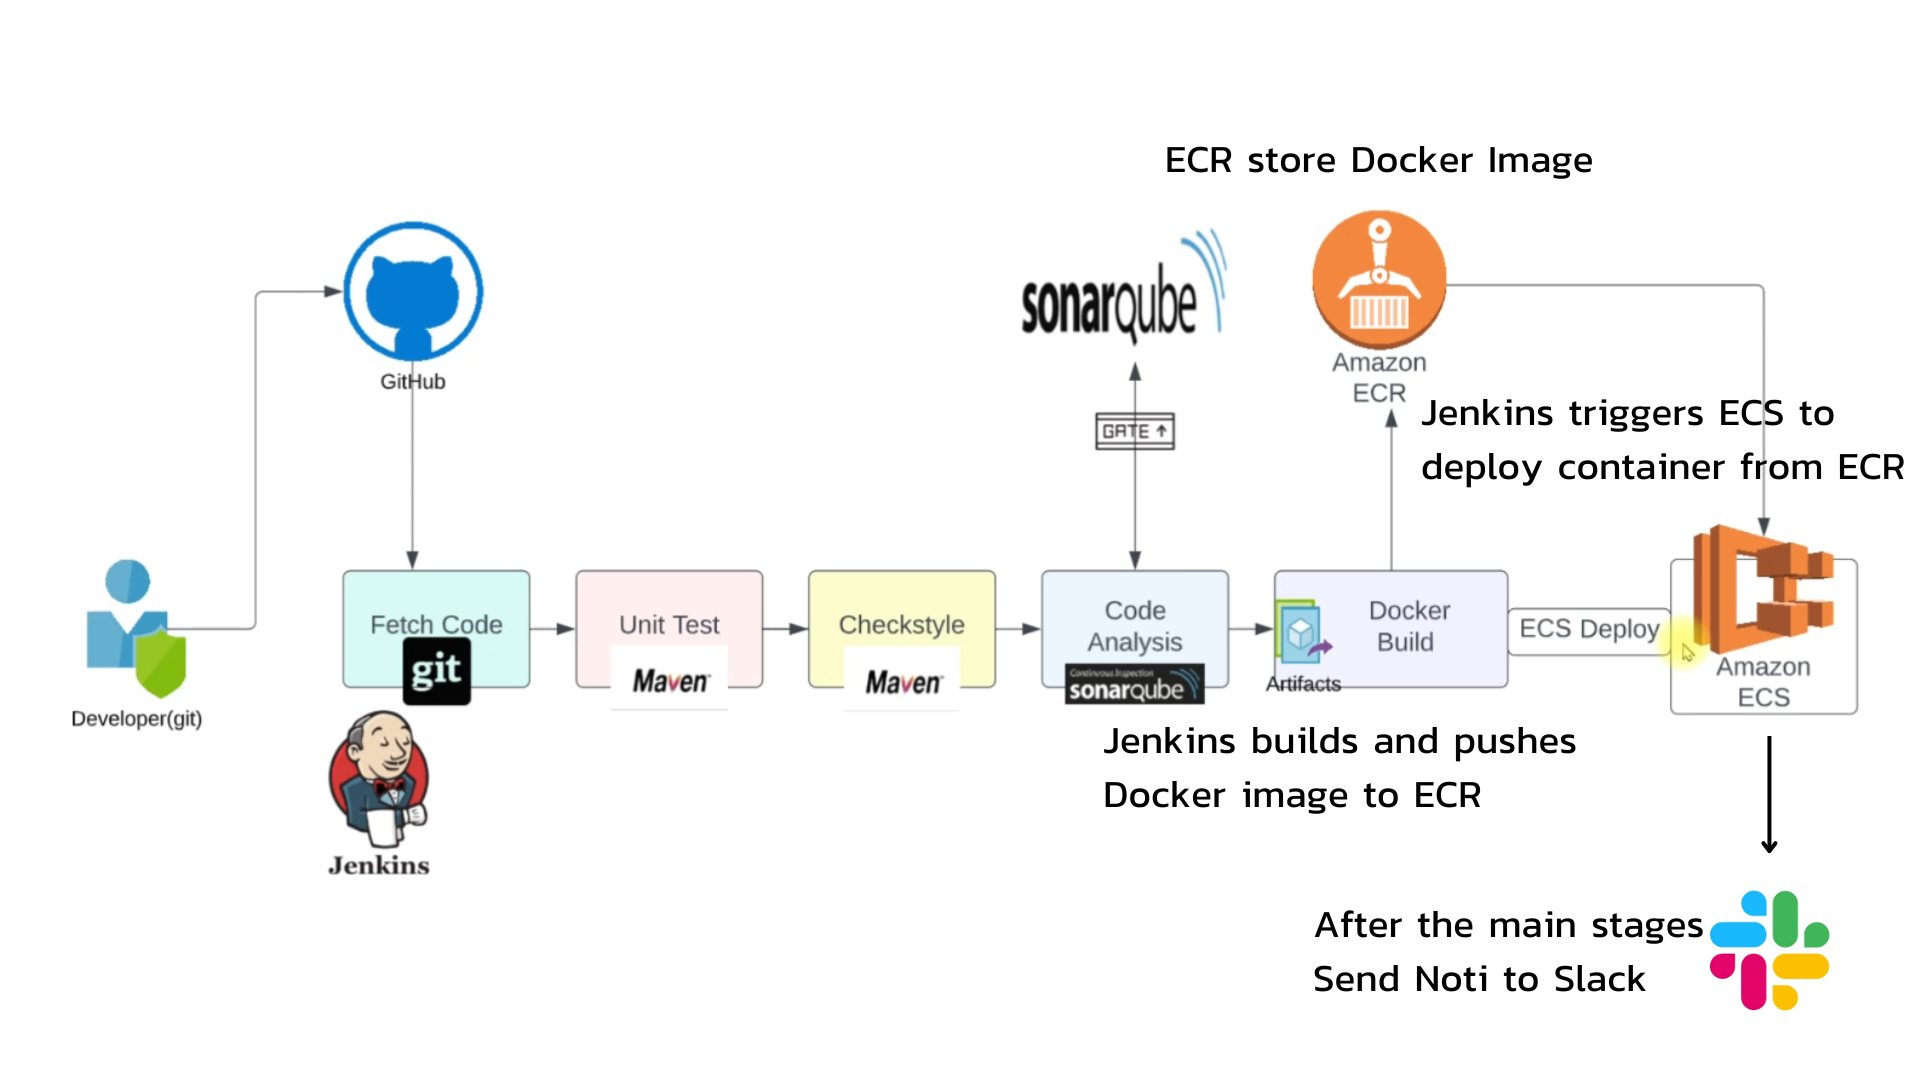 ECR store Docker Image
sonarqube
Amazon
ECR
GitHub
GATE ↑
Jenkins triggers ECS to
deploy container from ECR
Developer(git)
Fetch Code
git
Unit Test
Maven
Checkstyle
Maven
Code
Analysis
Continuous Inspection
sonarqube
Docker
Build
Artifacts
ECS Deploy
Amazon
ECS
Jenkins
Jenkins builds and pushes
Docker image to ECR
After the main stages
Send Noti to Slack